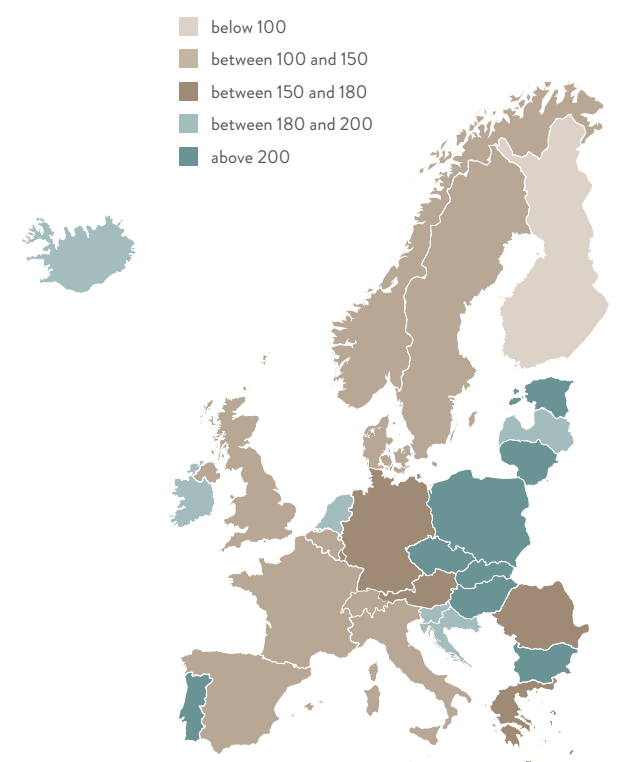 below 100
between 100 and 150
between 150 and 180
between 180 and 200
above 200